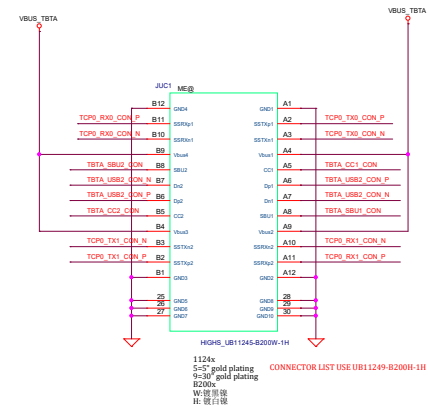 VBUS_TBTA
VBUS_TBTA
JUC1 ME@
B12 GND4 GND1 A1
TCP0_RX0_CON_P B11 SSRXp1 SSTXp1 A2 TCP0_TX0_CON_P
TCP0_RX0_CON_N B10 SSRXn1 SSTXn1 A3 TCP0_TX0_CON_N
B9 Vbus4 Vbus1 A4
TBTA_SBU2_CON B8 SBU2 CC1 A5 TBTA_CC1_CON
TBTA_USB2_CON_N B7 Dn2 Dp1 A6 TBTA_USB2_CON_P
TBTA_USB2_CON_P B6 Dp2 Dn1 A7 TBTA_USB2_CON_N
TBTA_CC2_CON B5 CC2 SBU1 A8 TBTA_SBU1_CON
B4 Vbus3 Vbus2 A9
TCP0_TX1_CON_N B3 SSTXn2 SSRXn2 A10 TCP0_RX1_CON_N
TCP0_TX1_CON_P B2 SSTXp2 SSRXp2 A11 TCP0_RX1_CON_P
B1 GND3 GND2 A12
25 GND5 GND8 28
26 GND6 GND9 29
27 GND7 GND10 30
HIGHS_UB11245-B200W-1H
1124x
5=5" gold plating CONNECTOR LIST USE UB11249-B200H-1H
9=30" gold plating
B200x
W:镀黑镍
H: 镀白镍